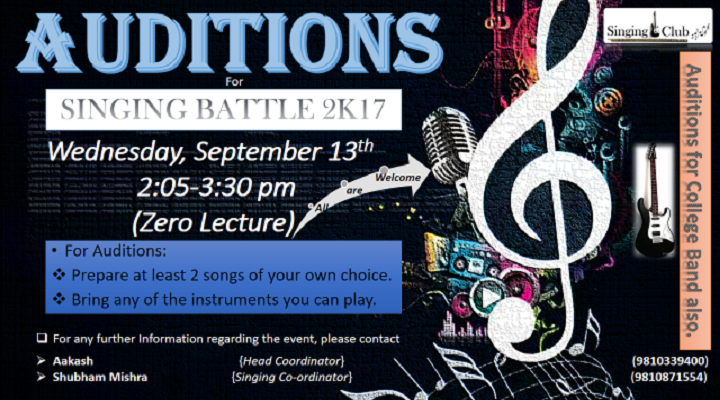 AUDITIONS
For
SINGING BATTLE 2K17
Wednesday, September 13th
2:05-3:30 pm
(Zero Lecture)
All are Welcome
• For Auditions:
❖ Prepare at least 2 songs of your own choice.
❖ Bring any of the instruments you can play.
❑ For any further Information regarding the event, please contact
➢ Aakash {Head Coordinator} (9810339400)
➢ Shubham Mishra {Singing Co-ordinator} (9810871554)
Singing Club
Auditions for College Band also.